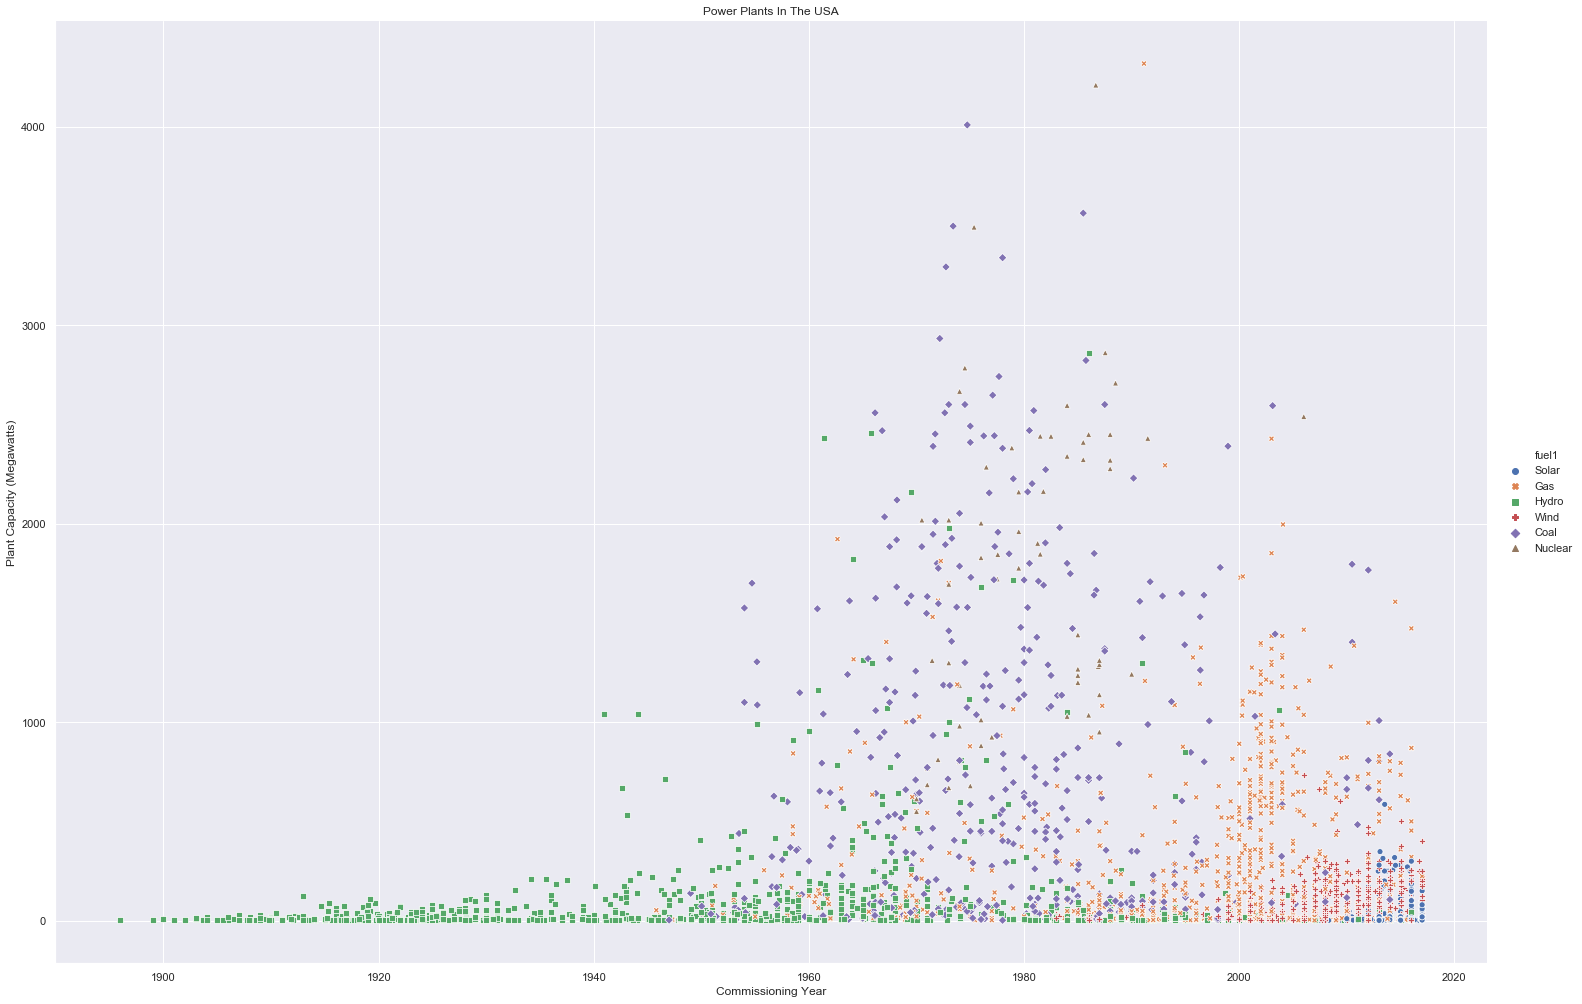 Power Plants In The USA
Plant Capacity (Megawatts)
4000
3000
2000
1000
0
1900 1920 1940 1960 1980 2000 2020
Commissioning Year
fuel1
Solar
Gas
Hydro
Wind
Coal
Nuclear